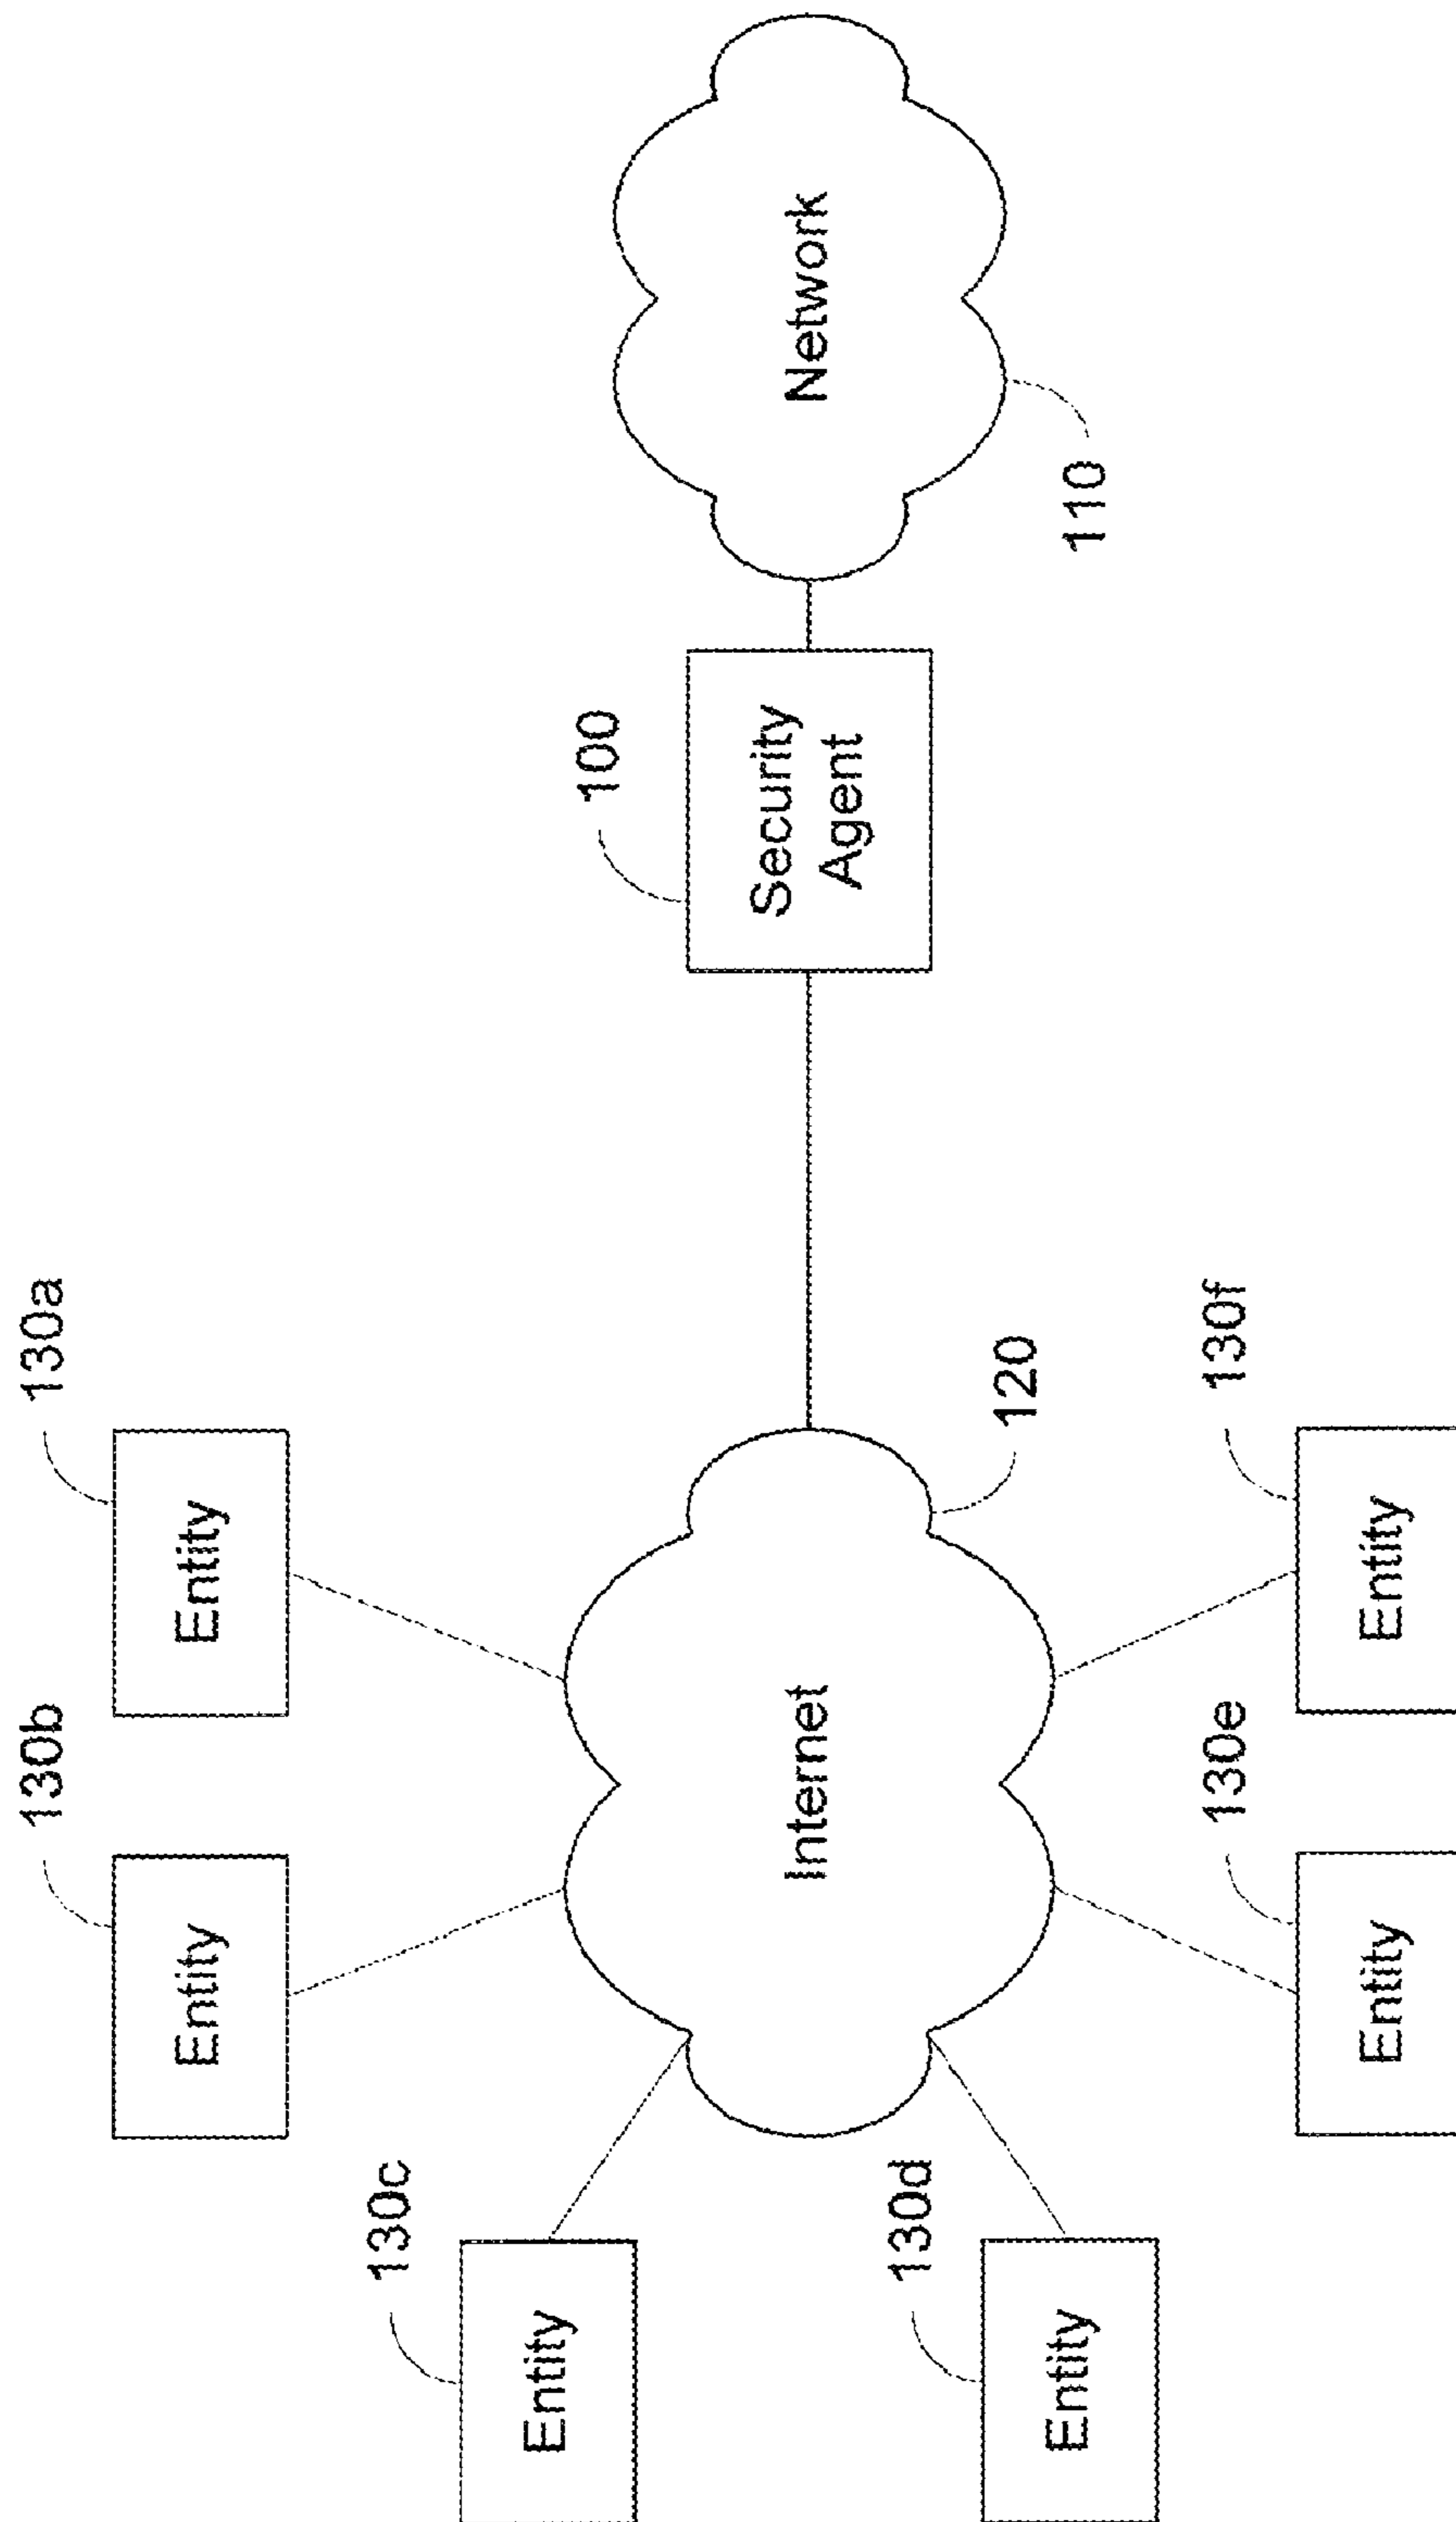 130c
Entity
130b
Entity
130a
Entity
Internet
120
130d
Entity
130e
Entity
130f
Entity
100
Security
Agent
Network
110